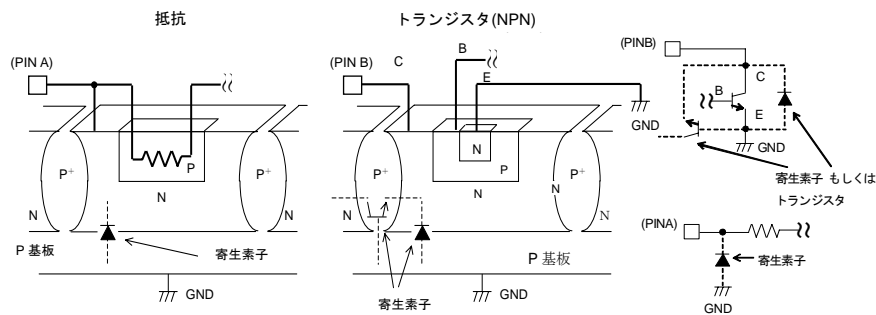 抵抗
トランジスタ(NPN)
(PIN A)
P+
N
P
N
P+
N
P 基板
寄生素子
GND
(PIN B)
C
B
E
GND
P+
N
N
P
N
N
P+
N
P 基板
寄生素子
GND
(PINB)
C
B
E
GND
寄生素子 もしくは
トランジスタ
(PINA)
寄生素子
GND